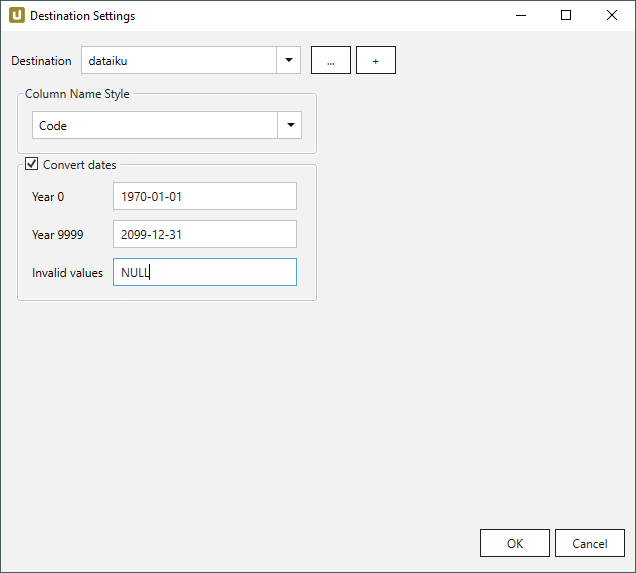 Destination Settings
Destination dataiku ... +
Column Name Style
Code
Convert dates
Year 0 1970-01-01
Year 9999 2099-12-31
Invalid values NULL
OK Cancel